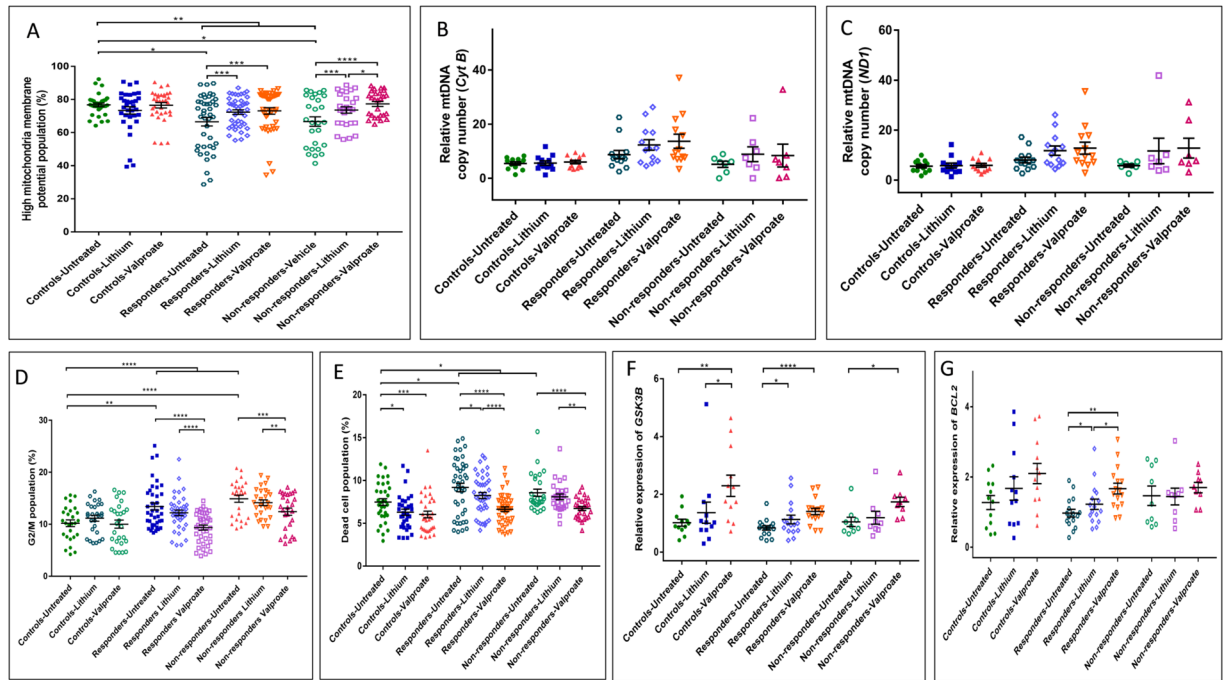 A
High mitochondria membrane
potential population (%)
100
80
60
40
20
0
**
*
*
***
***
****
***
*
Controls-Untreated
Controls-Lithium
Controls-Valproate
Responders-Untreated
Responders-Lithium
Responders-Valproate
Non-responders-Vehicle
Non-responders-Lithium
Non-responders-Valproate
B
Relative mtDNA
copy number (Cyt B)
40
20
0
Controls-Untreated
Controls-Lithium
Controls-Valproate
Responders-Untreated
Responders-Lithium
Responders-Valproate
Non-responders-Untreated
Non-responders-Lithium
Non-responders-Valproate
C
Relative mtDNA
copy number (ND1)
60
40
20
0
Controls-Untreated
Controls-Lithium
Controls-Valproate
Responders-Untreated
Responders-Lithium
Responders-Valproate
Non-responders-Untreated
Non-responders-Lithium
Non-responders-Valproate
D
G2/M population (%)
30
20
10
0
****
****
**
****
****
***
**
Controls-Untreated
Controls-Lithium
Controls-Valproate
Responders-Untreated
Responders Lithium
Responders Valproate
Non-responders-Untreated
Non-responders Lithium
Non-responders Valproate
E
Dead cell population (%)
20
15
10
5
0
*
*
***
*
****
*
****
****
**
Controls-Untreated
Controls-Lithium
Controls-Valproate
Responders-Untreated
Responders-Lithium
Responders-Valproate
Non-responders-Untreated
Non-responders-Lithium
Non-responders-Valproate
F
Relative expression of GSK3B
6
4
2
0
**
*
****
*
*
Controls-Untreated
Controls-Lithium
Controls-Valproate
Responders-Untreated
Responders-Lithium
Responders-Valproate
Non-responders-Untreated
Non-responders-Lithium
Non-responders-Valproate
G
Relative expression of BCL2
4
2
0
**
*
*
Controls-Untreated
Controls-Lithium
Controls-Valproate
Responders-Untreated
Responders-Lithium
Responders-Valproate
Non-responders-Untreated
Non-responders-Lithium
Non-responders-Valproate